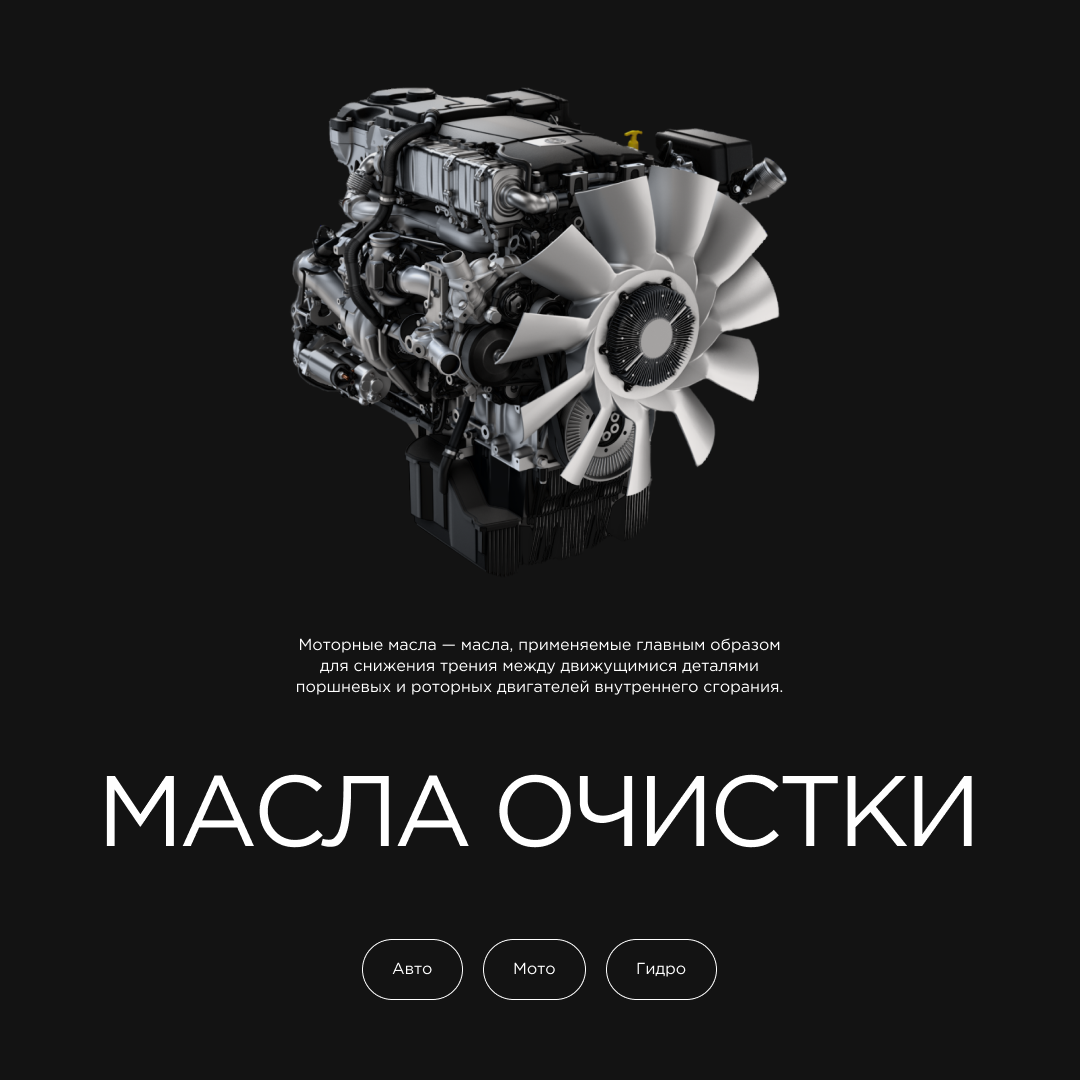 Моторные масла — масла, применяемые главным образом
для снижения трения между движущимися деталями
поршневых и роторных двигателей внутреннего сгорания.
МАСЛА ОЧИСТКИ
Авто
Мото
Гидро